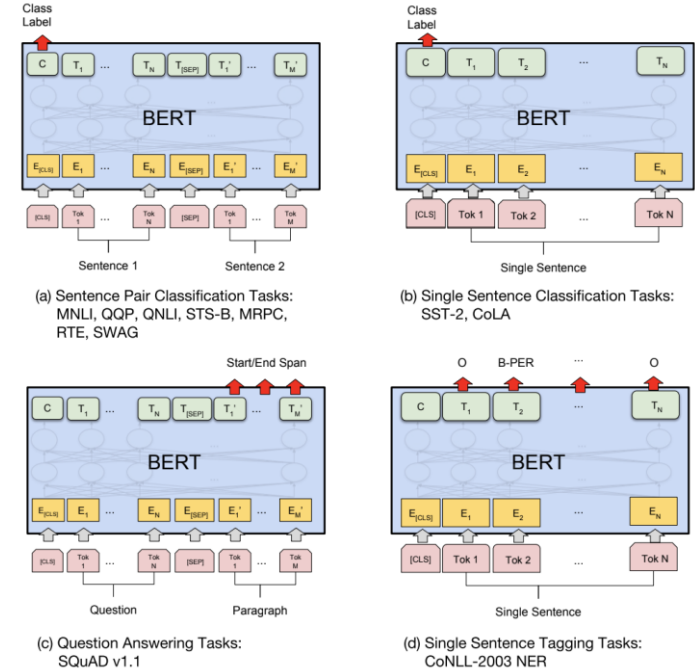 Class
Label
C T1 ... TN T[SEP] T1' ... TM'
BERT
E[CLS] E1 ... EN E[SEP] E1' ... EM'
[CLS] Tok 1 ... Tok N [SEP] Tok 1 ... Tok M
Sentence 1 Sentence 2
(a) Sentence Pair Classification Tasks:
MNLI, QQP, QNLI, STS-B, MRPC,
RTE, SWAG
Class
Label
C T1 T2 ... TN
BERT
E[CLS] E1 E2 ... EN
[CLS] Tok 1 Tok 2 ... Tok N
Single Sentence
(b) Single Sentence Classification Tasks:
SST-2, CoLA
Start/End Span
C T1 ... TN T[SEP] T1' ... TM'
BERT
E[CLS] E1 ... EN E[SEP] E1' ... EM'
[CLS] Tok 1 ... Tok N [SEP] Tok 1 ... Tok M
Question Paragraph
(c) Question Answering Tasks:
SQuAD v1.1
O B-PER ... O
C T1 T2 ... TN
BERT
E[CLS] E1 E2 ... EN
[CLS] Tok 1 Tok 2 ... Tok N
Single Sentence
(d) Single Sentence Tagging Tasks:
CoNLL-2003 NER